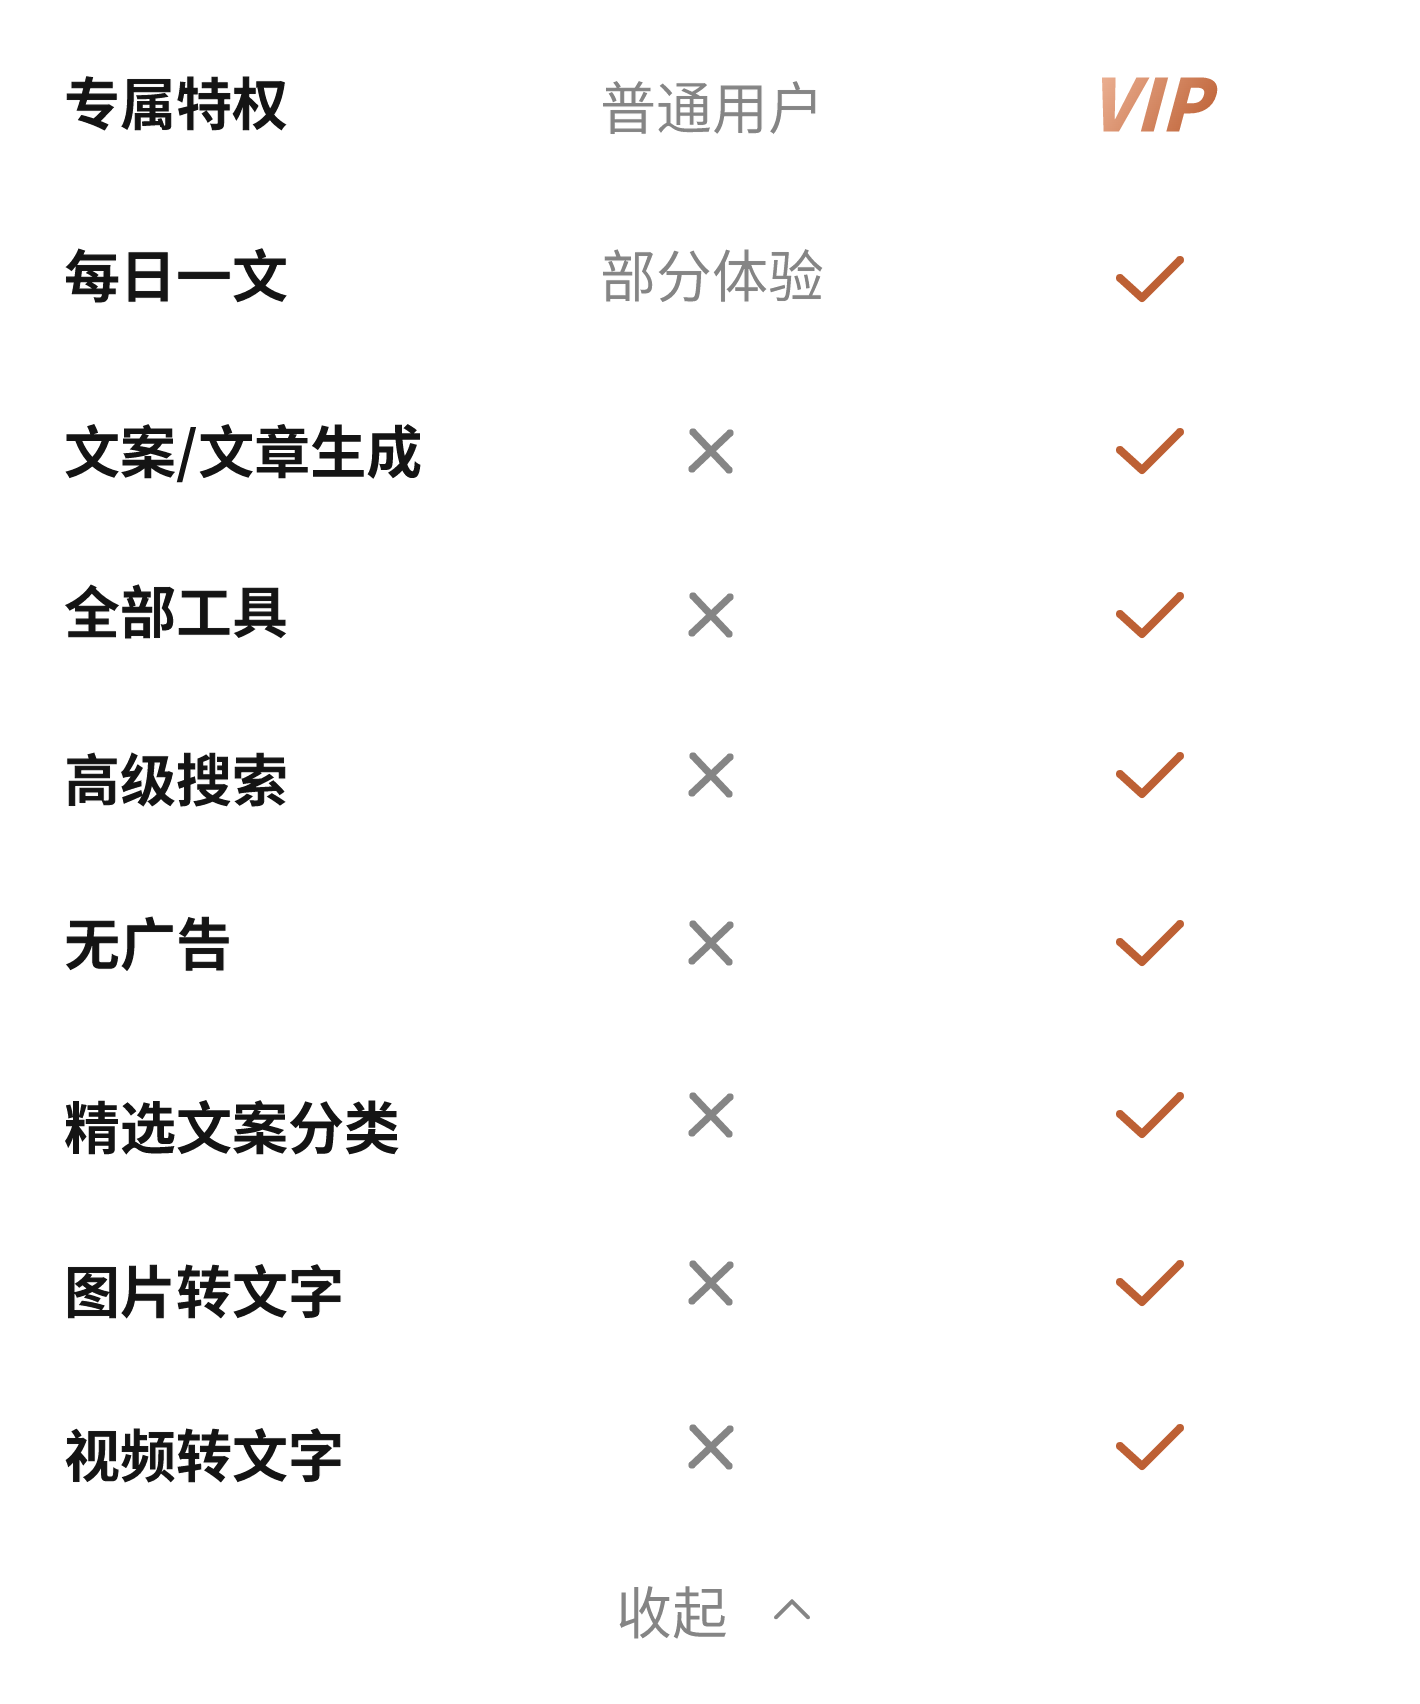 专属特权 普通用户 VIP
每日一文 部分体验
文案/文章生成
全部工具
高级搜索
无广告
精选文案分类
图片转文字
视频转文字
收起